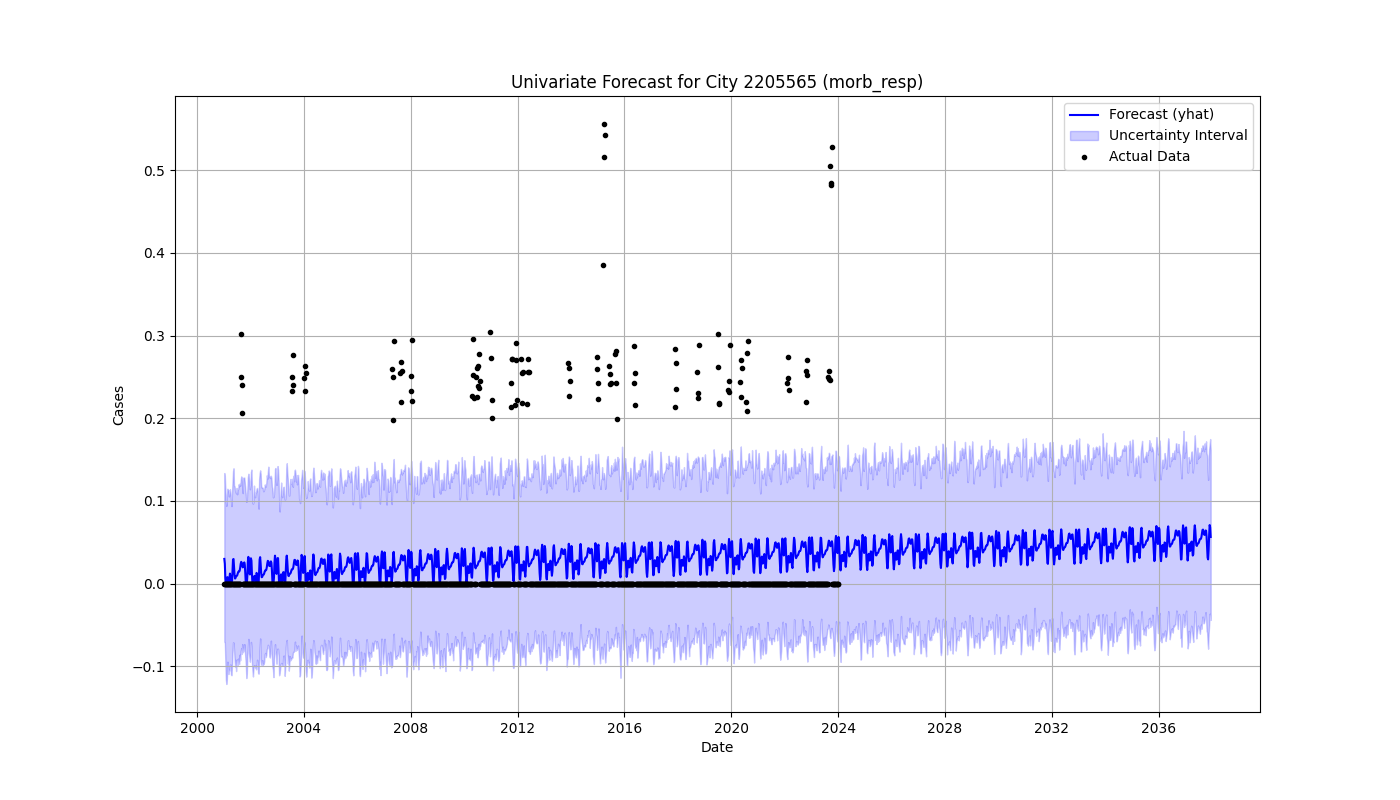 Univariate Forecast for City 2205565 (morb_resp)
Forecast (yhat)
Uncertainty Interval
Actual Data
Cases
0.5
0.4
0.3
0.2
0.1
0.0
−0.1
2000 2004 2008 2012 2016 2020 2024 2028 2032 2036
Date